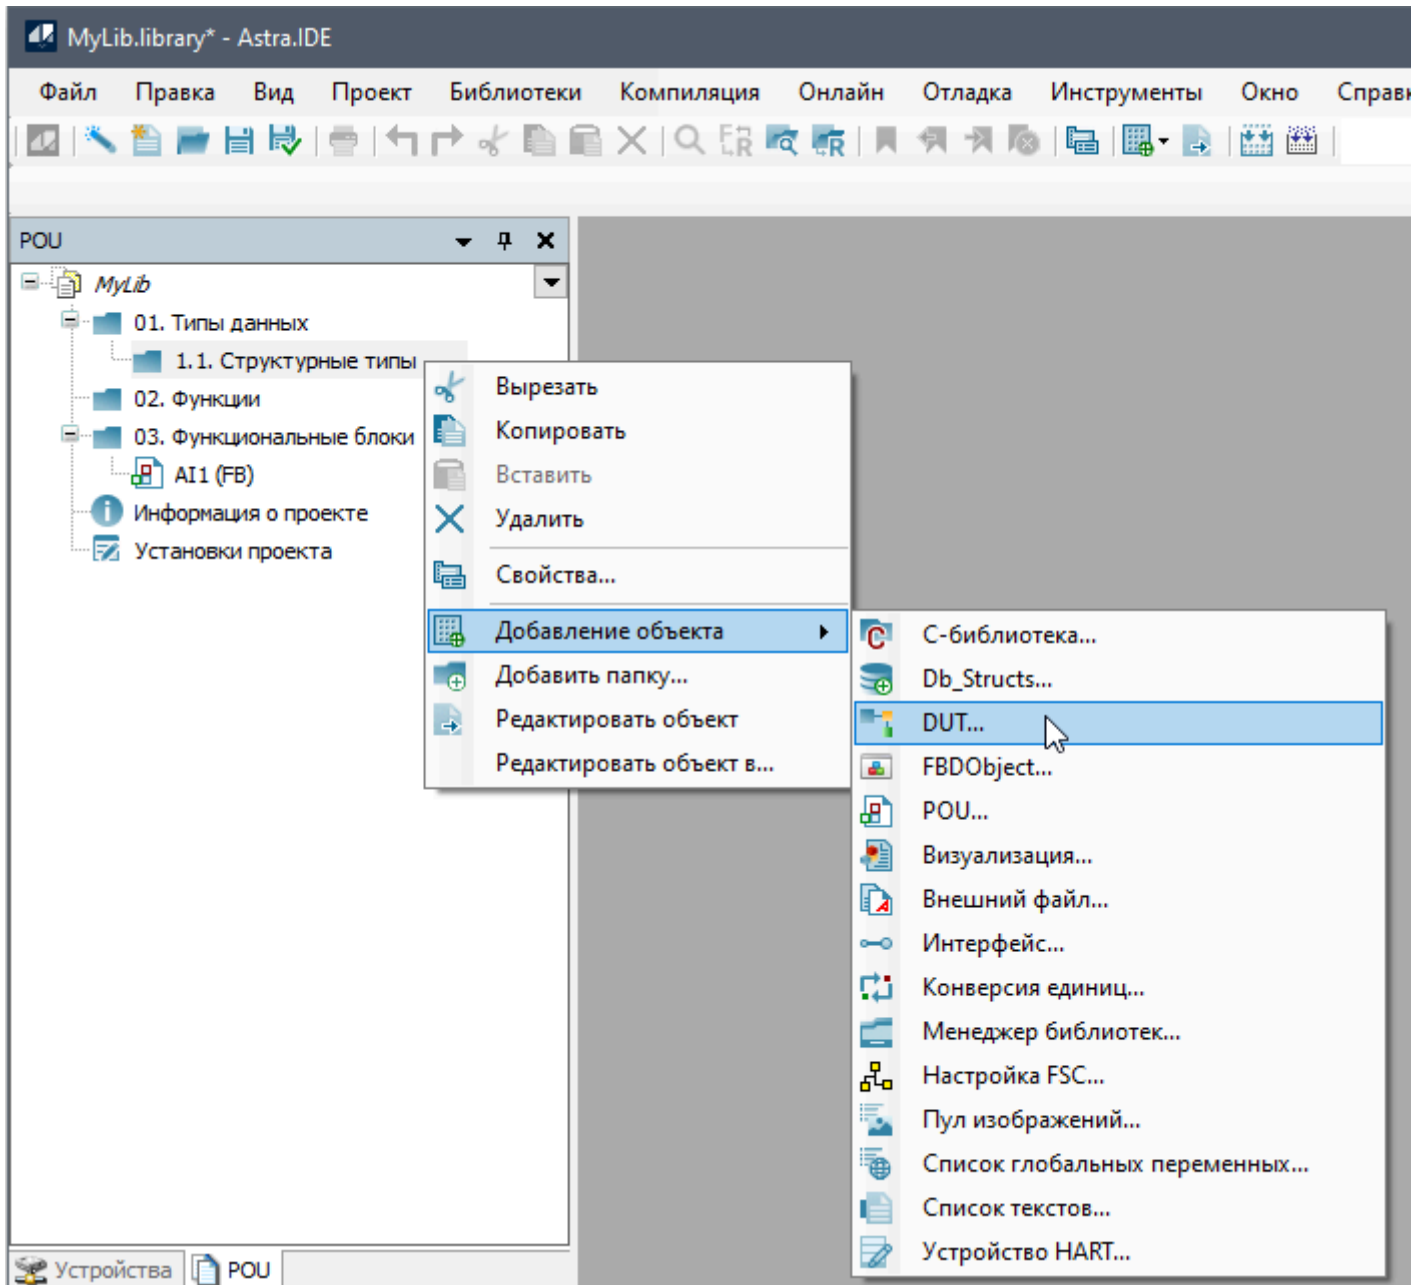 MyLib.library* - Astra.IDE
Файл Правка Вид Проект Библиотеки Компиляция Онлайн Отладка Инструменты Окно Справк
POU
MyLib
01. Типы данных
1.1. Структурные типы
02. Функции
03. Функциональные блоки
AI1 (FB)
Информация о проекте
Установки проекта
Вырезать
Копировать
Вставить
Удалить
Свойства...
Добавление объекта
Добавить папку...
Редактировать объект
Редактировать объект в...
С-библиотека...
Db_Structs...
DUT...
FBDObject...
POU...
Визуализация...
Внешний файл...
Интерфейс...
Конверсия единиц...
Менеджер библиотек...
Настройка FSC...
Пул изображений...
Список глобальных переменных...
Список текстов...
Устройство HART...
Устройства POU